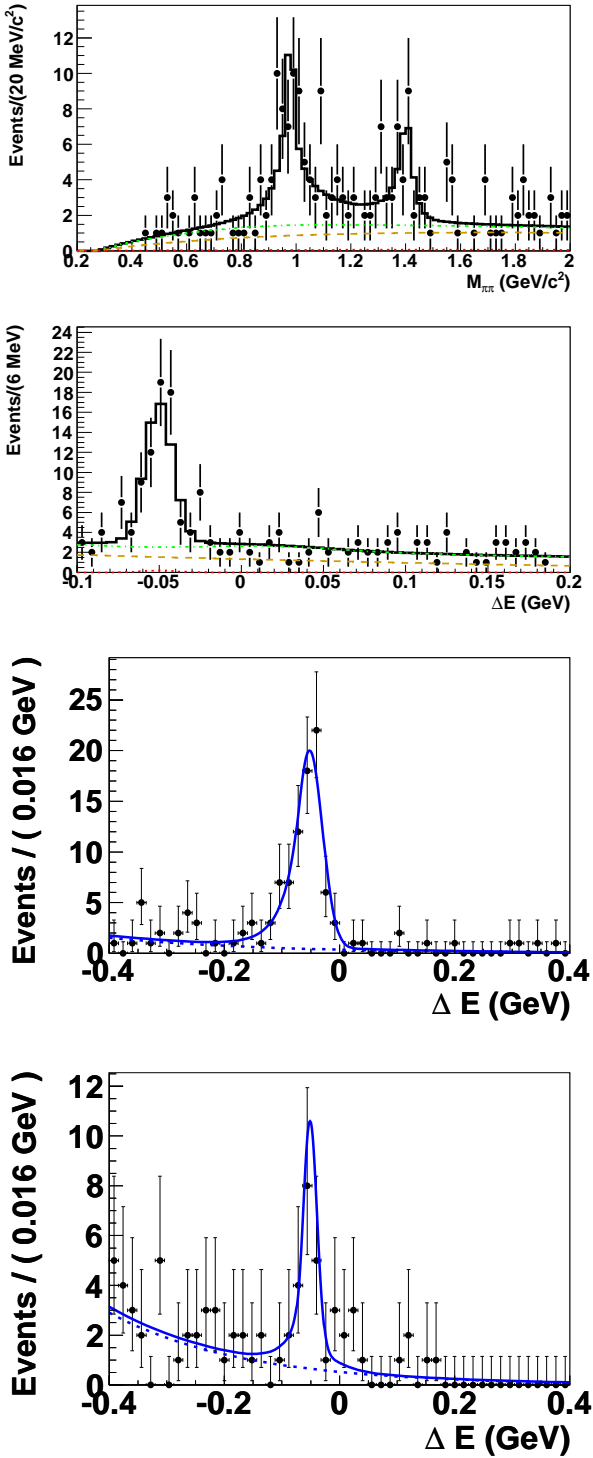 Events/(20 MeV/c²)
12
10
8
6
4
2
0
0.2 0.4 0.6 0.8 1 1.2 1.4 1.6 1.8 2
Mππ (GeV/c²)
Events/(6 MeV)
24
22
20
18
16
14
12
10
8
6
4
2
0
-0.1 -0.05 0 0.05 0.1 0.15 0.2
ΔE (GeV)
Events / ( 0.016 GeV )
25
20
15
10
5
0
-0.4 -0.2 0 0.2 0.4
Δ E (GeV)
Events / ( 0.016 GeV )
12
10
8
6
4
2
0
-0.4 -0.2 0 0.2 0.4
Δ E (GeV)